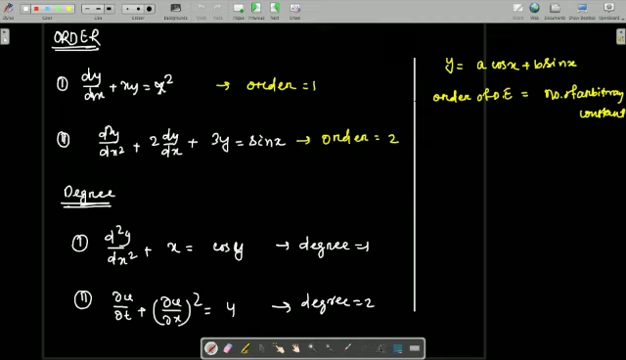 ORDER
① dy/dx + xy = x² → order = 1
② d²y/dx² + 2 dy/dx + 3y = sinx → order = 2
Degree
① d²y/dx² + x = cosy → degree = 1
② ∂u/∂t + (∂u/∂x)² = 4 → degree = 2
y = a cosx + b sinx
order of D.E = no. of arbitrary
constant